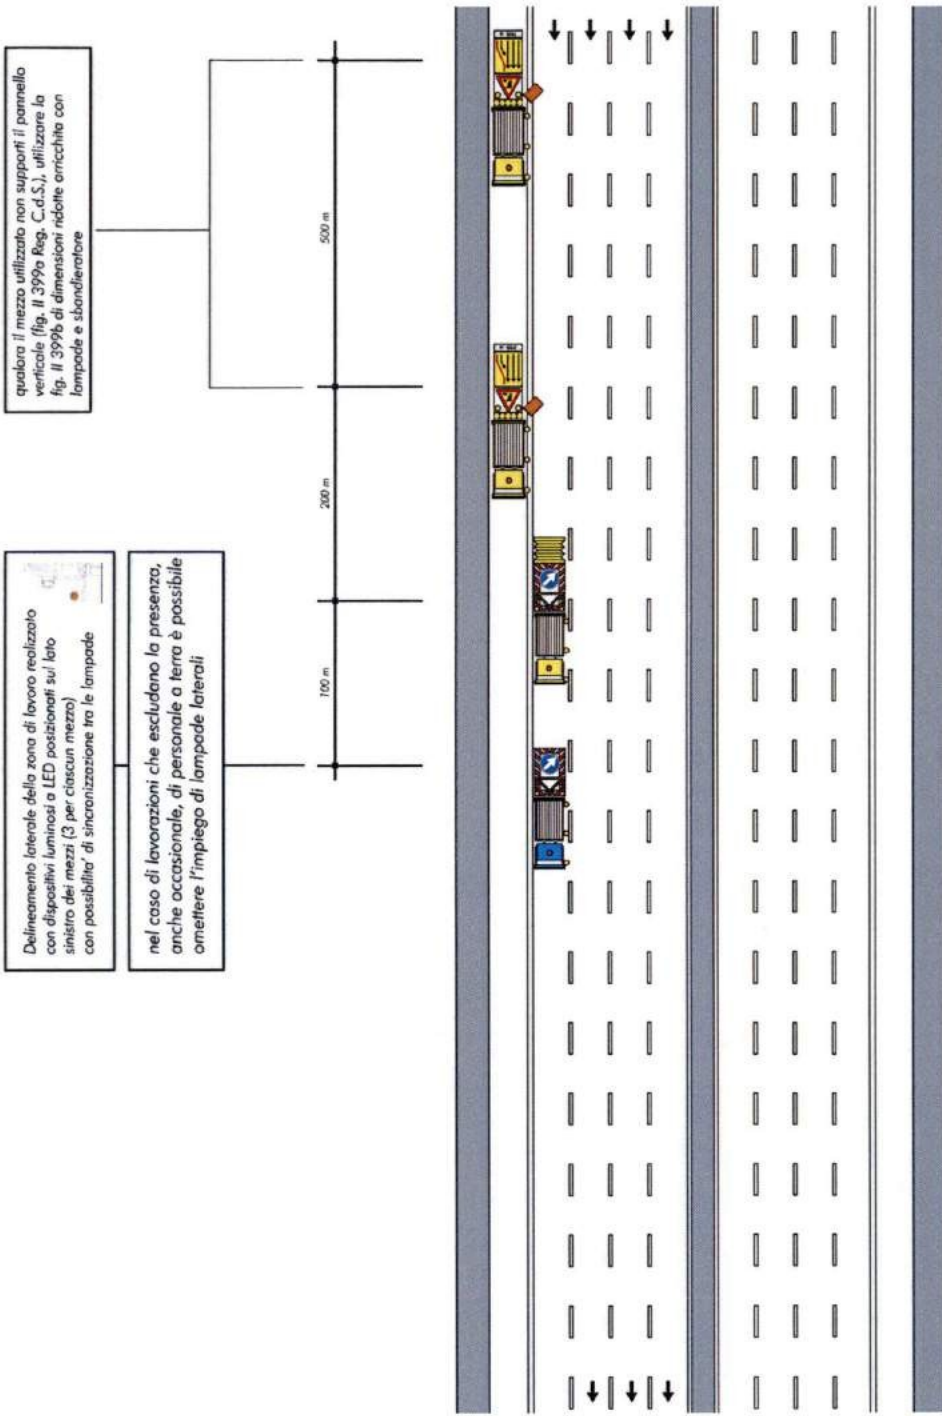 qualora il mezzo utilizzato non supporti il pannello
verticale (fig. II 399a Reg. C.d.S.), utilizzare la
fig. II 399b di dimensioni ridotte arricchita con
lampade e sbandieratore
Delineamento laterale della zona di lavoro realizzato
con dispositivi luminosi a LED posizionati sul lato
sinistro dei mezzi (3 per ciascun mezzo)
con possibilita' di sincronizzazione tra le lampade
nel caso di lavorazioni che escludano la presenza,
anche occasionale, di personale a terra è possibile
omettere l'impiego di lampade laterali
100 m
200 m
500 m